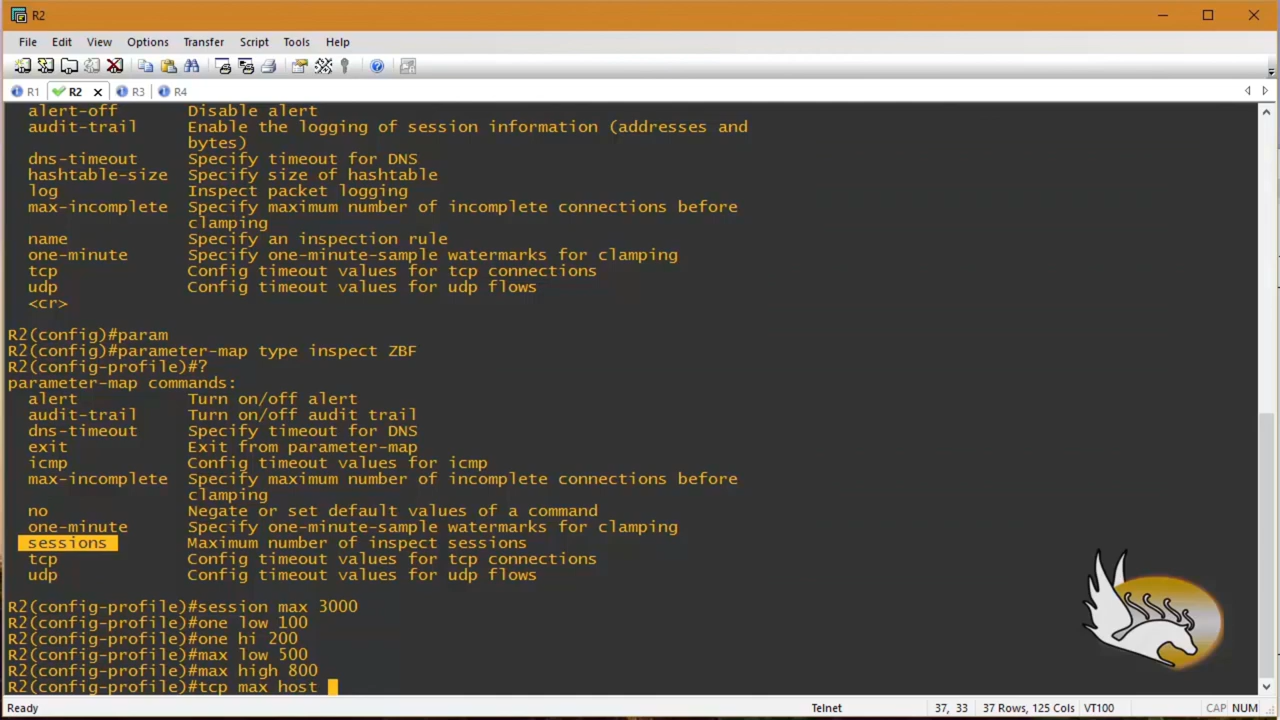 R2
File Edit View Options Transfer Script Tools Help
R1 R2 R3 R4
alert-off Disable alert
audit-trail Enable the logging of session information (addresses and
bytes)
dns-timeout Specify timeout for DNS
hashtable-size Specify size of hashtable
log Inspect packet logging
max-incomplete Specify maximum number of incomplete connections before
clamping
name Specify an inspection rule
one-minute Specify one-minute-sample watermarks for clamping
tcp Config timeout values for tcp connections
udp Config timeout values for udp flows
<cr>
R2(config)#param
R2(config)#parameter-map type inspect ZBF
R2(config-profile)#?
parameter-map commands:
alert Turn on/off alert
audit-trail Turn on/off audit trail
dns-timeout Specify timeout for DNS
exit Exit from parameter-map
icmp Config timeout values for icmp
max-incomplete Specify maximum number of incomplete connections before
clamping
no Negate or set default values of a command
one-minute Specify one-minute-sample watermarks for clamping
sessions Maximum number of inspect sessions
tcp Config timeout values for tcp connections
udp Config timeout values for udp flows
R2(config-profile)#session max 3000
R2(config-profile)#one low 100
R2(config-profile)#one hi 200
R2(config-profile)#max low 500
R2(config-profile)#max high 800
R2(config-profile)#tcp max host
Ready Telnet 37, 33 37 Rows, 125 Cols VT100 CAP NUM